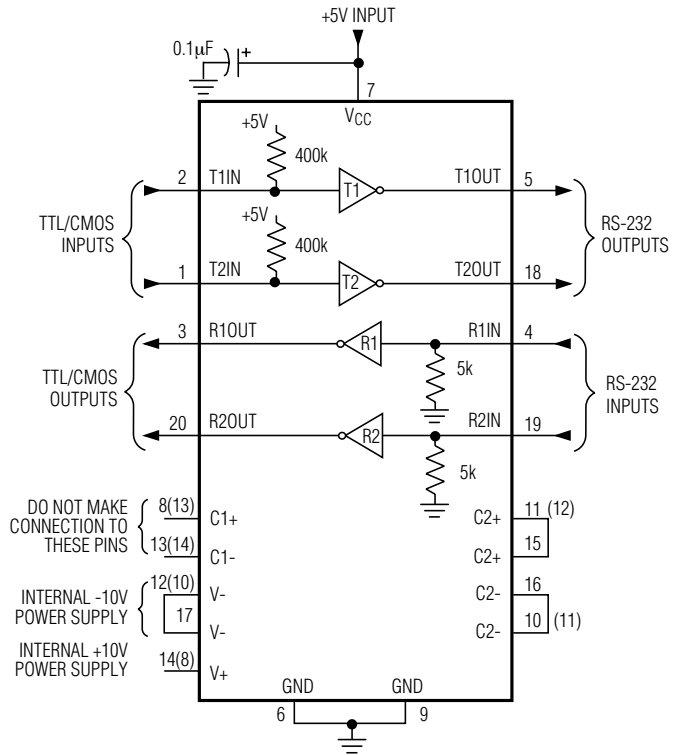 +5V INPUT
0.1µF +
7
VCC
+5V
400k
2 T1IN T1 T1OUT 5
TTL/CMOS
INPUTS
RS-232
OUTPUTS
+5V
400k
1 T2IN T2 T2OUT 18
3 R1OUT R1 R1IN 4
5k
TTL/CMOS
OUTPUTS
RS-232
INPUTS
20 R2OUT R2 R2IN 19
5k
DO NOT MAKE
CONNECTION TO
THESE PINS
8(13) C1+
13(14) C1-
C2+ 11 (12)
C2+ 15
INTERNAL -10V
POWER SUPPLY
12(10) V-
17 V-
C2- 16
C2- 10 (11)
INTERNAL +10V
POWER SUPPLY
14(8) V+
GND GND
6 9